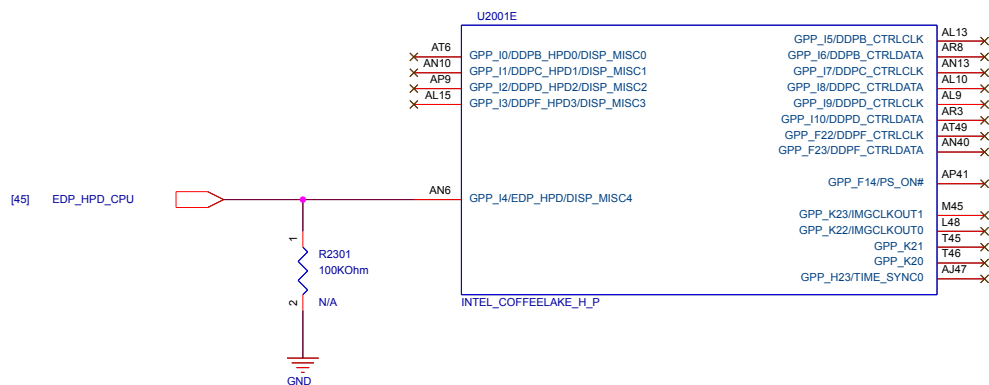 U2001E
AT6 GPP_I0/DDPB_HPD0/DISP_MISC0
AN10 GPP_I1/DDPC_HPD1/DISP_MISC1
AP9 GPP_I2/DDPD_HPD2/DISP_MISC2
AL15 GPP_I3/DDPF_HPD3/DISP_MISC3
GPP_I5/DDPB_CTRLCLK AL13
GPP_I6/DDPB_CTRLDATA AR8
GPP_I7/DDPC_CTRLCLK AN13
GPP_I8/DDPC_CTRLDATA AL10
GPP_I9/DDPD_CTRLCLK AL9
GPP_I10/DDPD_CTRLDATA AR3
GPP_F22/DDPF_CTRLCLK AT49
GPP_F23/DDPF_CTRLDATA AN40
GPP_F14/PS_ON# AP41
[45] EDP_HPD_CPU AN6 GPP_I4/EDP_HPD/DISP_MISC4
GPP_K23/IMGCLKOUT1 M45
GPP_K22/IMGCLKOUT0 L48
GPP_K21 T45
GPP_K20 T46
GPP_H23/TIME_SYNC0 AJ47
1
R2301
100KOhm
2 N/A
INTEL_COFFEELAKE_H_P
GND